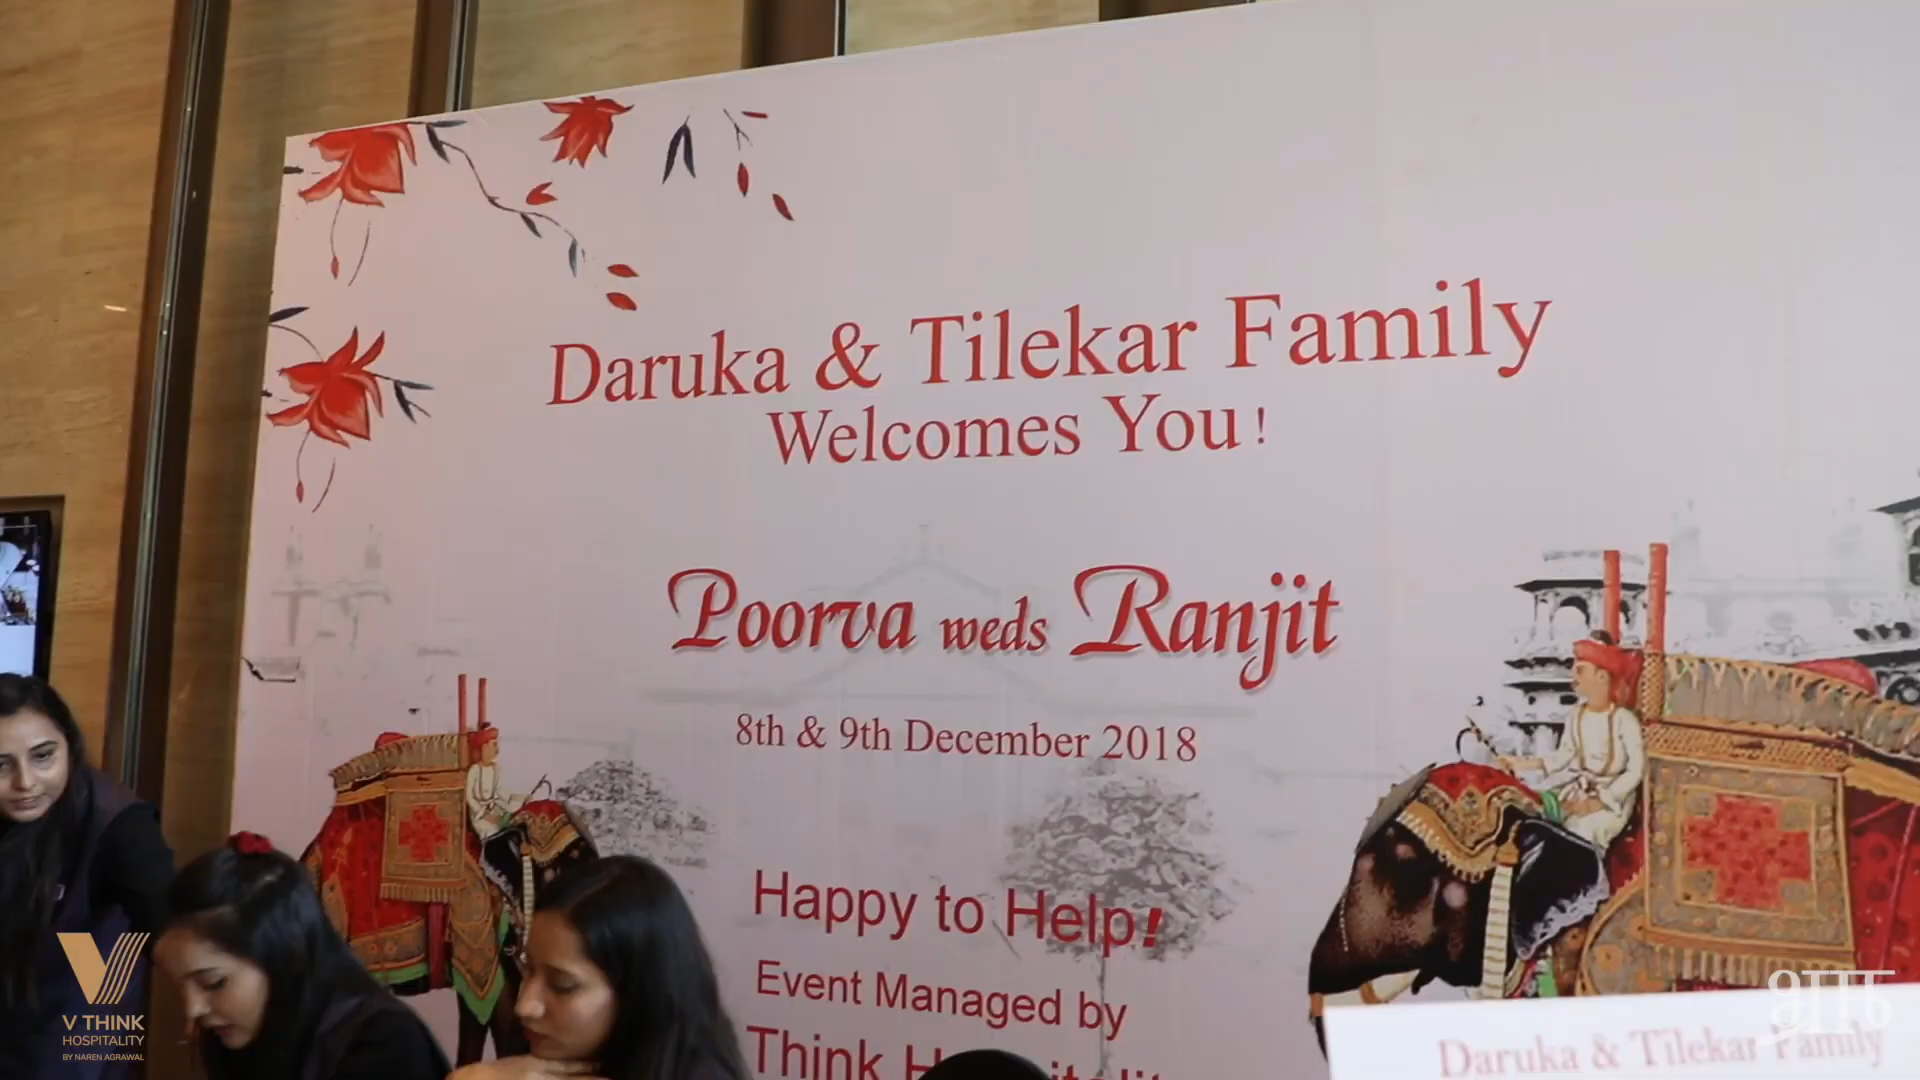 Daruka & Tilekar Family
Welcomes You!
Poorva weds Ranjit
8th & 9th December 2018
Happy to Help!
Event Managed by
Think
V THINK
HOSPITALITY
BY NAREN AGRAWAL
Daruka & Tilekar Family